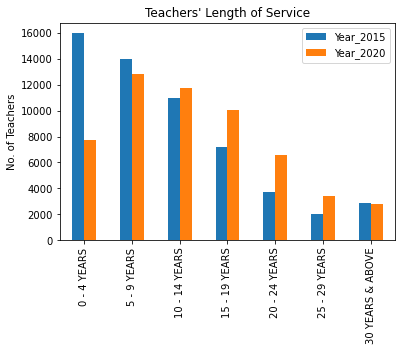 Teachers' Length of Service
Year_2015
Year_2020
No. of Teachers
16000
14000
12000
10000
8000
6000
4000
2000
0
0 - 4 YEARS
5 - 9 YEARS
10 - 14 YEARS
15 - 19 YEARS
20 - 24 YEARS
25 - 29 YEARS
30 YEARS & ABOVE